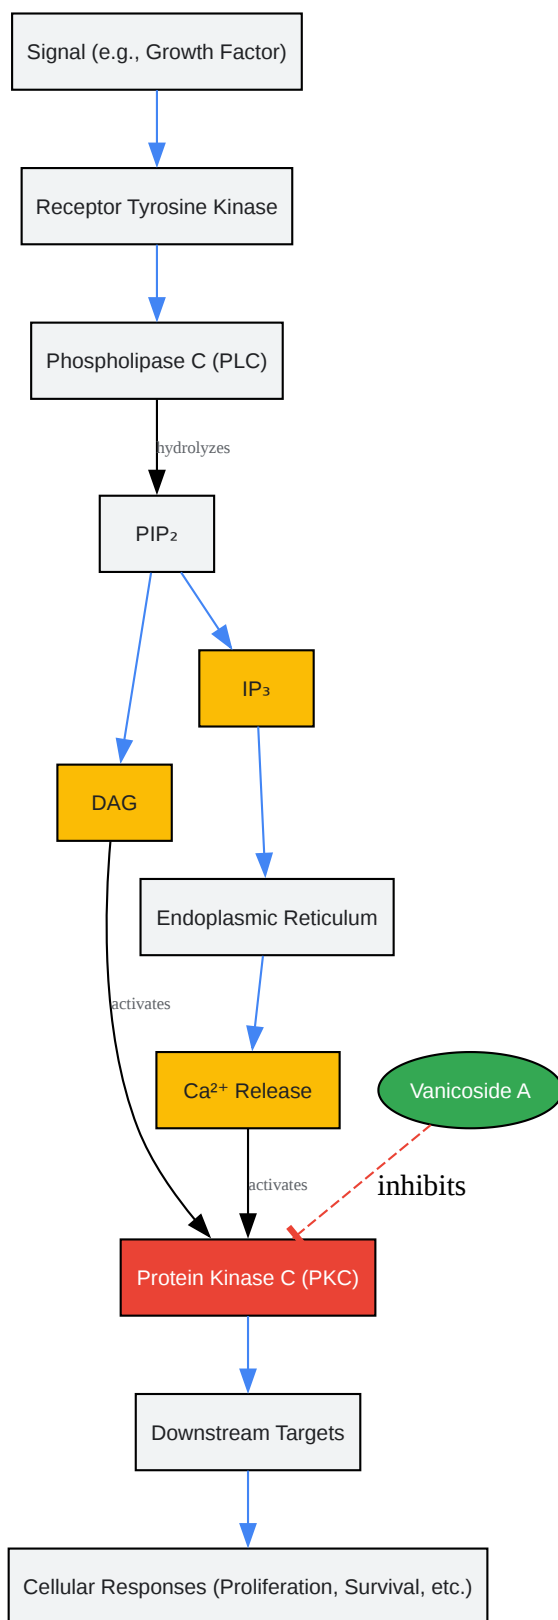 Signal (e.g., Growth Factor)
Receptor Tyrosine Kinase
Phospholipase C (PLC)
hydrolyzes
PIP₂
IP₃
DAG
Endoplasmic Reticulum
activates
Ca²⁺ Release
Vanicoside A
activates
inhibits
Protein Kinase C (PKC)
Downstream Targets
Cellular Responses (Proliferation, Survival, etc.)